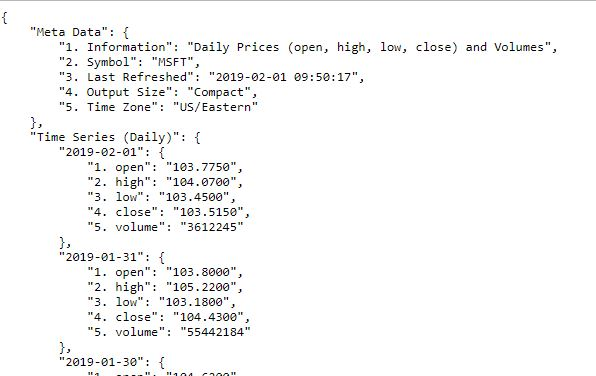 {
"Meta Data": {
"1. Information": "Daily Prices (open, high, low, close) and Volumes",
"2. Symbol": "MSFT",
"3. Last Refreshed": "2019-02-01 09:50:17",
"4. Output Size": "Compact",
"5. Time Zone": "US/Eastern"
},
"Time Series (Daily)": {
"2019-02-01": {
"1. open": "103.7750",
"2. high": "104.0700",
"3. low": "103.4500",
"4. close": "103.5150",
"5. volume": "3612245"
},
"2019-01-31": {
"1. open": "103.8000",
"2. high": "105.2200",
"3. low": "103.1800",
"4. close": "104.4300",
"5. volume": "55442184"
},
"2019-01-30": {